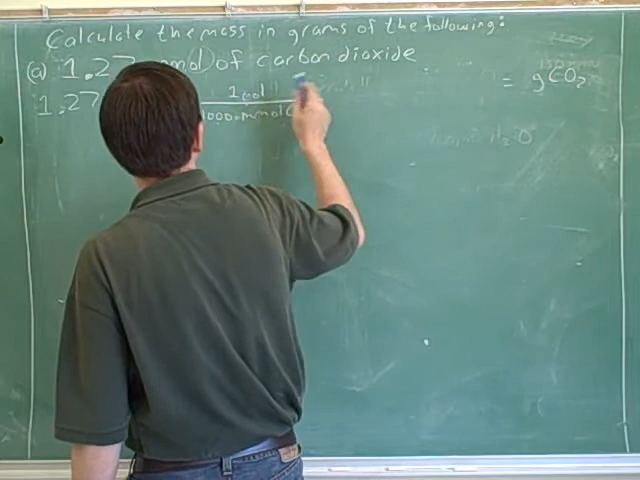 Calculate the mass in grams of the following:
(a) 1.27 mmol of carbon dioxide
1.27 1 mol = g CO2
1000 mmol C
H2O